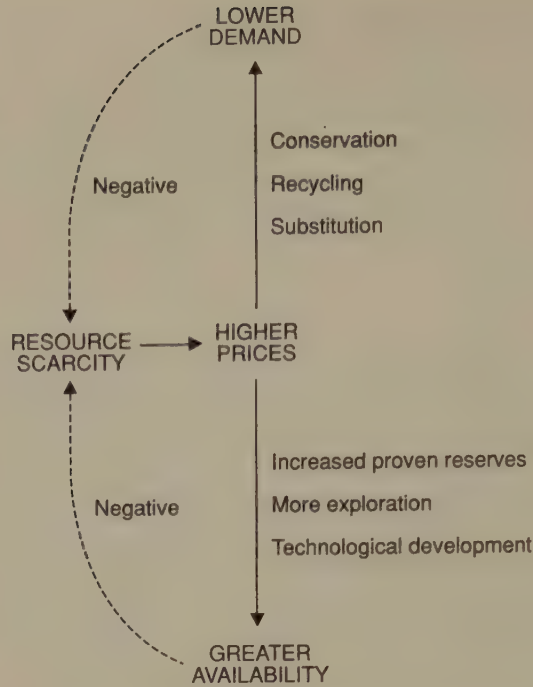 LOWER
DEMAND
Conservation
Negative
Recycling
Substitution
RESOURCE
SCARCITY
HIGHER
PRICES
Increased proven reserves
Negative
More exploration
Technological development
GREATER
AVAILABILITY